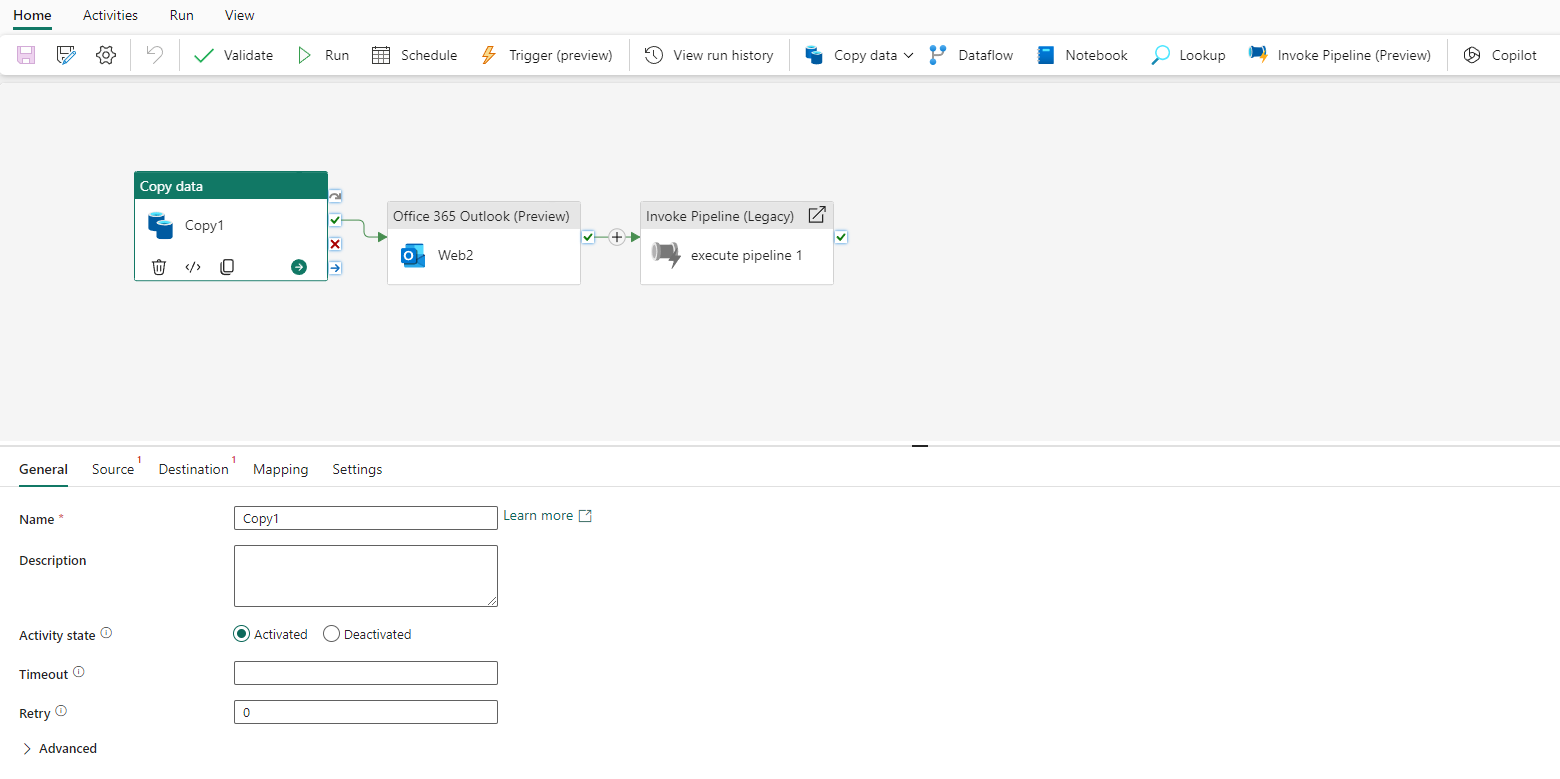 Home Activities Run View
Validate Run Schedule Trigger (preview) View run history Copy data Dataflow Notebook Lookup Invoke Pipeline (Preview) Copilot
Copy data
Copy1
Office 365 Outlook (Preview)
Web2
Invoke Pipeline (Legacy)
execute pipeline 1
General Source 1 Destination 1 Mapping Settings
Name * Copy1 Learn more
Description
Activity state Activated Deactivated
Timeout
Retry 0
Advanced